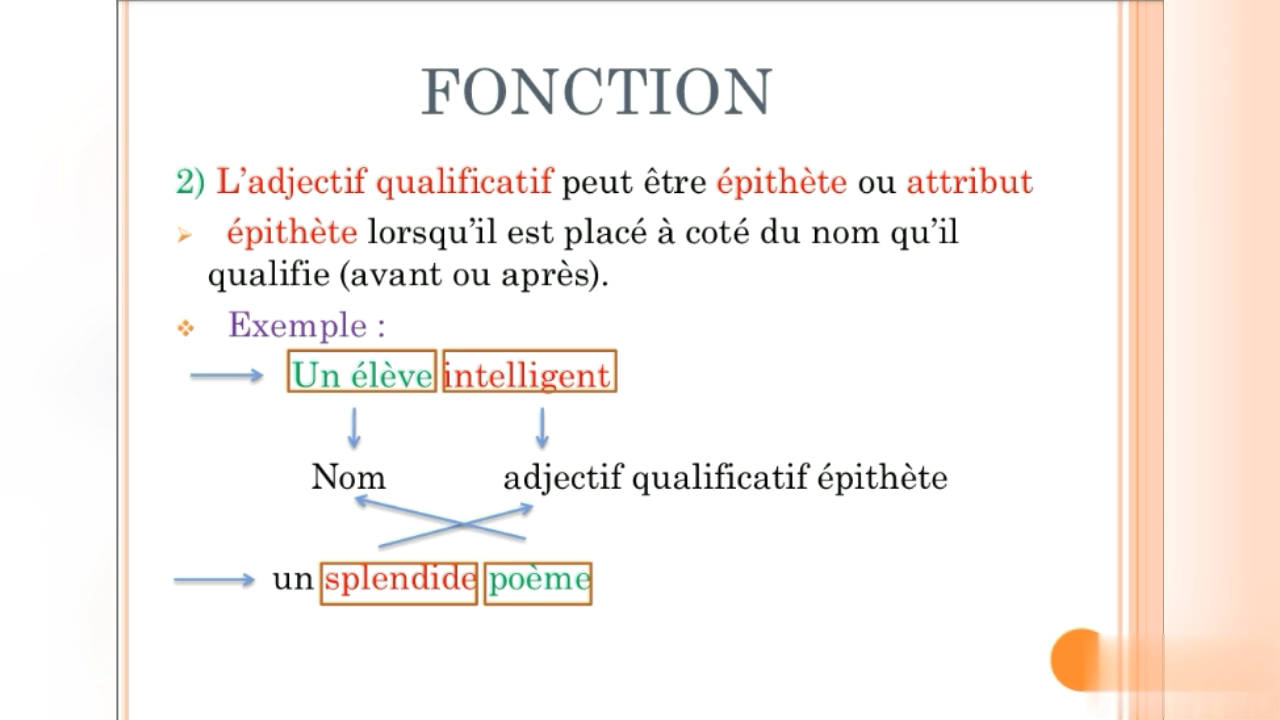 FONCTION
2) L’adjectif qualificatif peut être épithète ou attribut
épithète lorsqu’il est placé à coté du nom qu’il
qualifie (avant ou après).
Exemple :
Un élève intelligent
Nom adjectif qualificatif épithète
un splendide poème